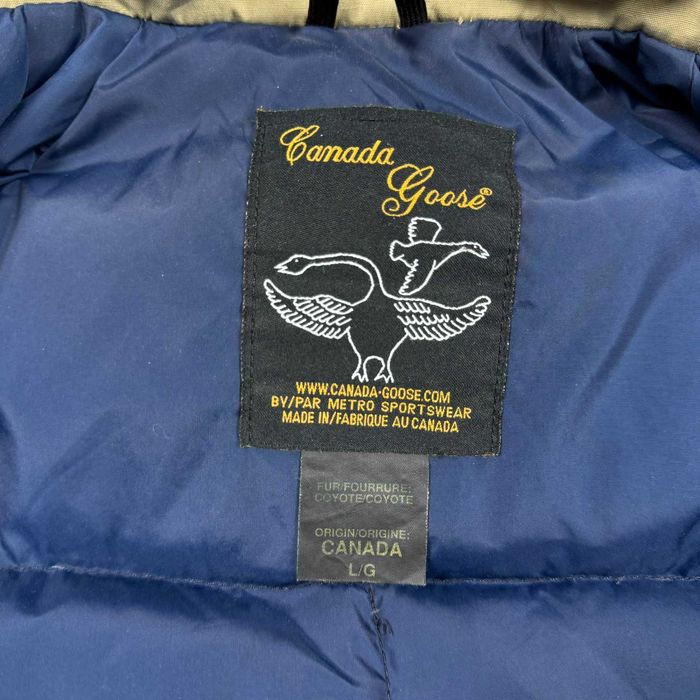 Canada
Goose®
WWW.CANADA-GOOSE.COM
BY/PAR METRO SPORTSWEAR
MADE IN/FABRIQUE AU CANADA
FUR/FOURRURE:
COYOTE/COYOTE
ORIGIN/ORIGINE:
CANADA
L/G